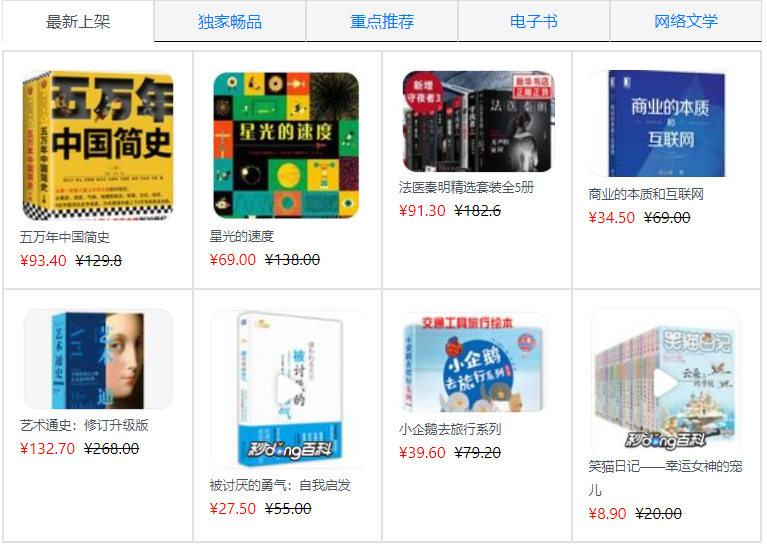 最新上架
独家畅品
重点推荐
电子书
网络文学
五万年
中国简史
五万年中国简史
¥93.40 ¥129.8
星光的速度
星光的速度
¥69.00 ¥138.00
新增
守夜者3
新华书店
正版正货
法医秦明
法医秦明精选套装全5册
¥91.30 ¥182.6
商业的本质
和
互联网
商业的本质和互联网
¥34.50 ¥69.00
艺术通史
Art
艺术通史：修订升级版
¥132.70 ¥268.00
被讨
的
气
秒dong百科
被讨厌的勇气：自我启发
¥27.50 ¥55.00
交通工具旅行绘本
小企鹅
去旅行系列
小企鹅去旅行系列
¥39.60 ¥79.20
笑猫日记
云朵上
的学校
秒dong百科
笑猫日记——幸运女神的宠
儿
¥8.90 ¥20.00